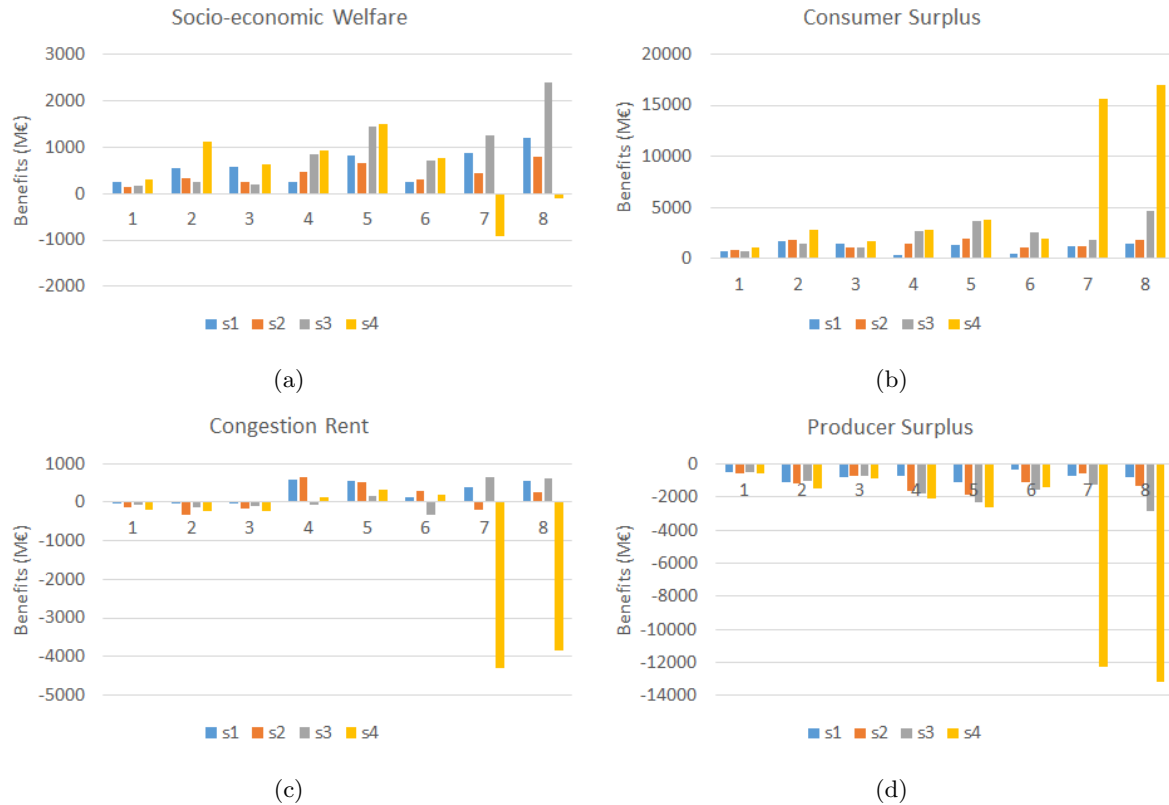 Socio-economic Welfare
3000
2000
1000
0
-1000
-2000
Benefits (M€)
1 2 3 4 5 6 7 8
s1 s2 s3 s4
(a)
Consumer Surplus
20000
15000
10000
5000
0
Benefits (M€)
1 2 3 4 5 6 7 8
s1 s2 s3 s4
(b)
Congestion Rent
1000
0
-1000
-2000
-3000
-4000
-5000
Benefits (M€)
1 2 3 4 5 6 7 8
s1 s2 s3 s4
(c)
Producer Surplus
0
-2000
-4000
-6000
-8000
-10000
-12000
-14000
Benefits (M€)
1 2 3 4 5 6 7 8
s1 s2 s3 s4
(d)